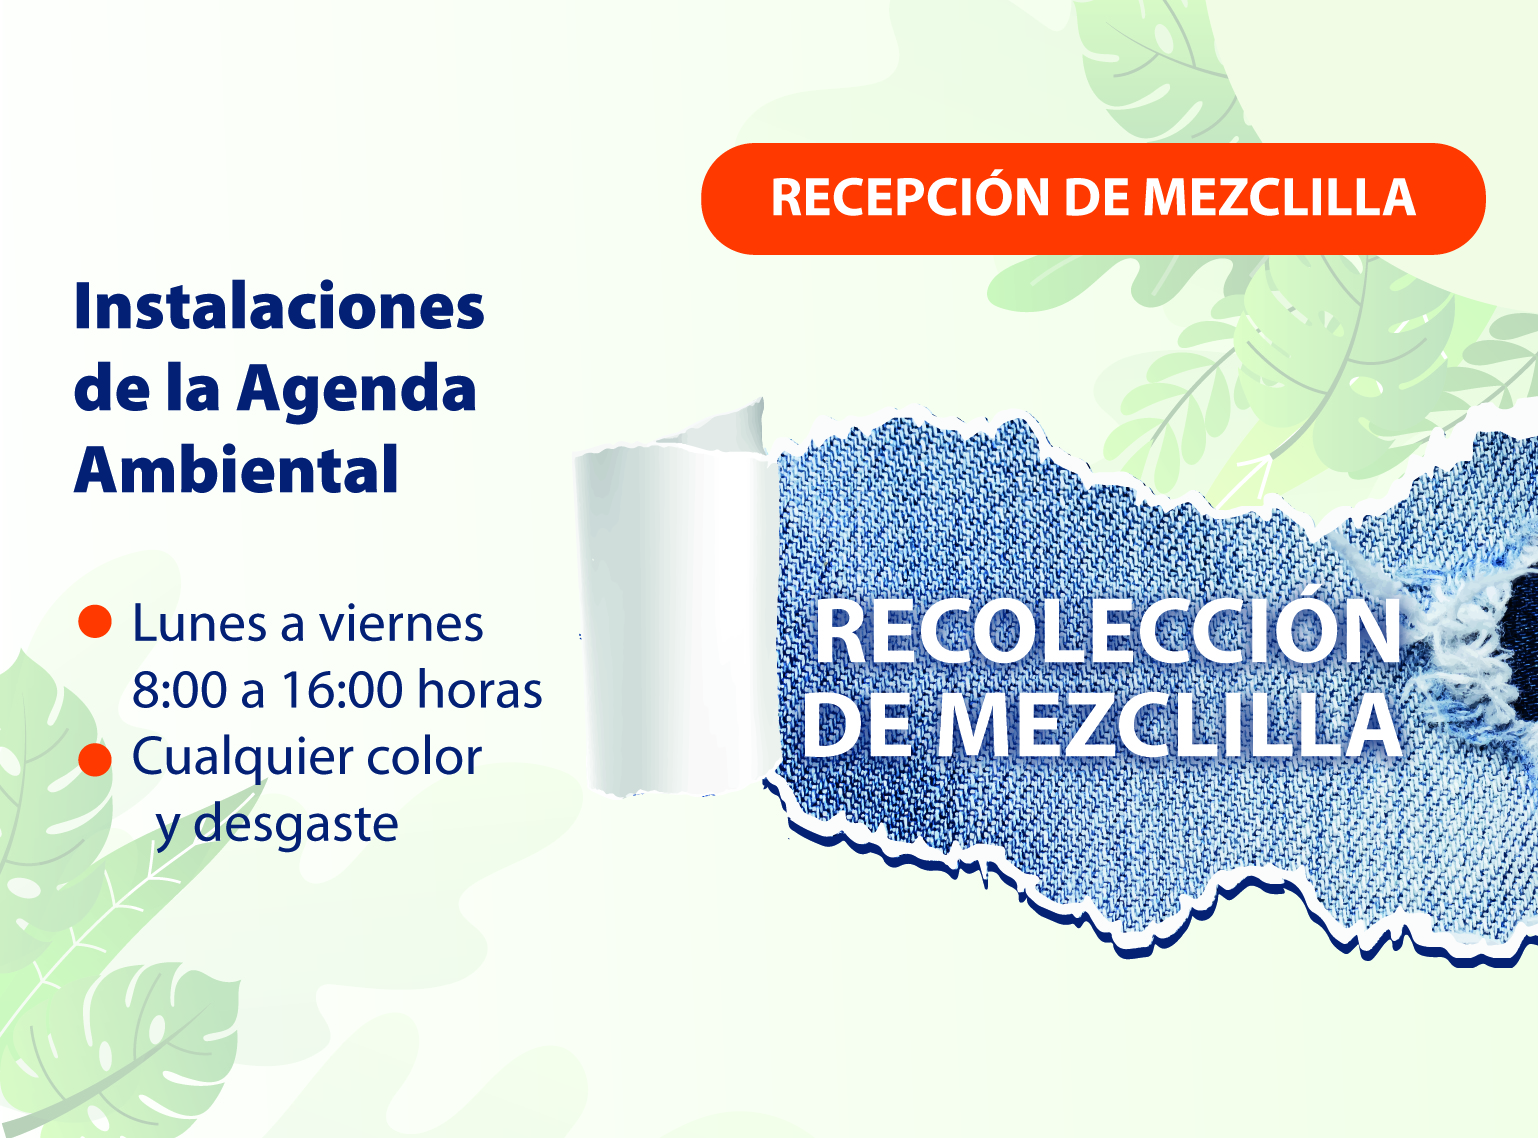 RECEPCIÓN DE MEZCLILLA
Instalaciones
de la Agenda
Ambiental
Lunes a viernes
8:00 a 16:00 horas
Cualquier color
y desgaste
RECOLECCIÓN
DE MEZCLILLA